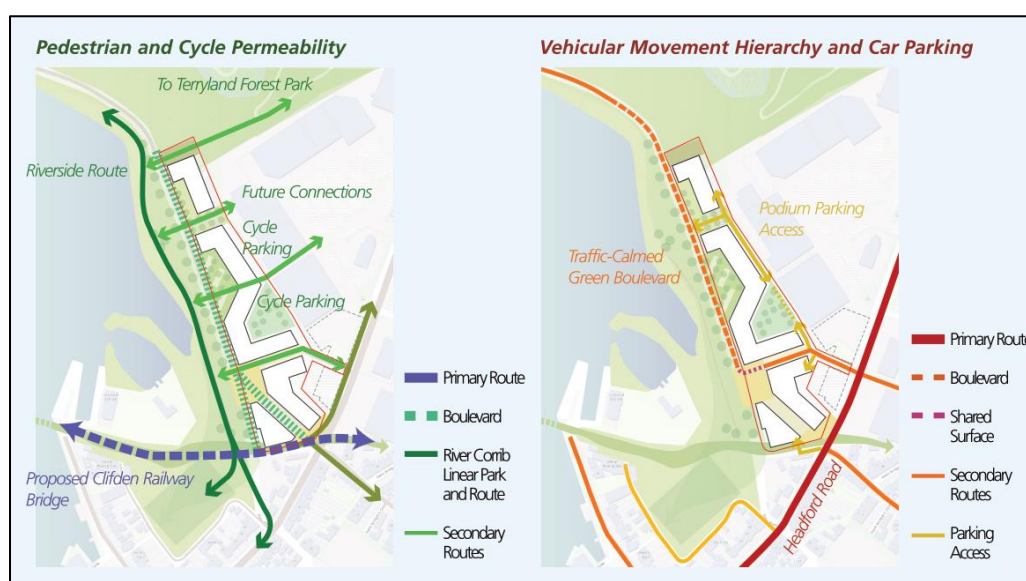 Pedestrian and Cycle Permeability
To Terryland Forest Park
Riverside Route
Future Connections
Cycle
Parking
Cycle Parking
Proposed Clifden Railway
Bridge
Primary Route
Boulevard
River Corrib
Linear Park
and Route
Secondary
Routes
Vehicular Movement Hierarchy and Car Parking
Podium Parking
Access
Traffic-Calmed
Green Boulevard
Headford Road
Primary Route
Boulevard
Shared
Surface
Secondary
Routes
Parking
Access